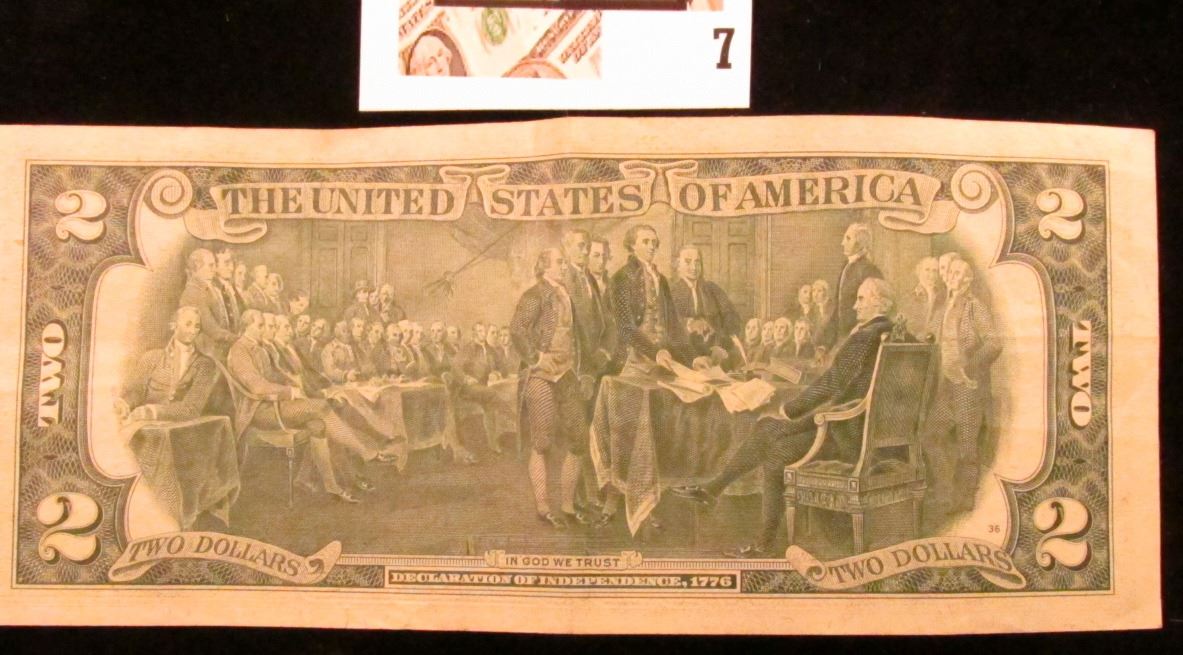 7
THE UNITED STATES OF AMERICA
2
2
TWO
TWO
36
2
2
TWO DOLLARS
IN GOD WE TRUST
TWO DOLLARS
DECLARATION OF INDEPENDENCE, 1776